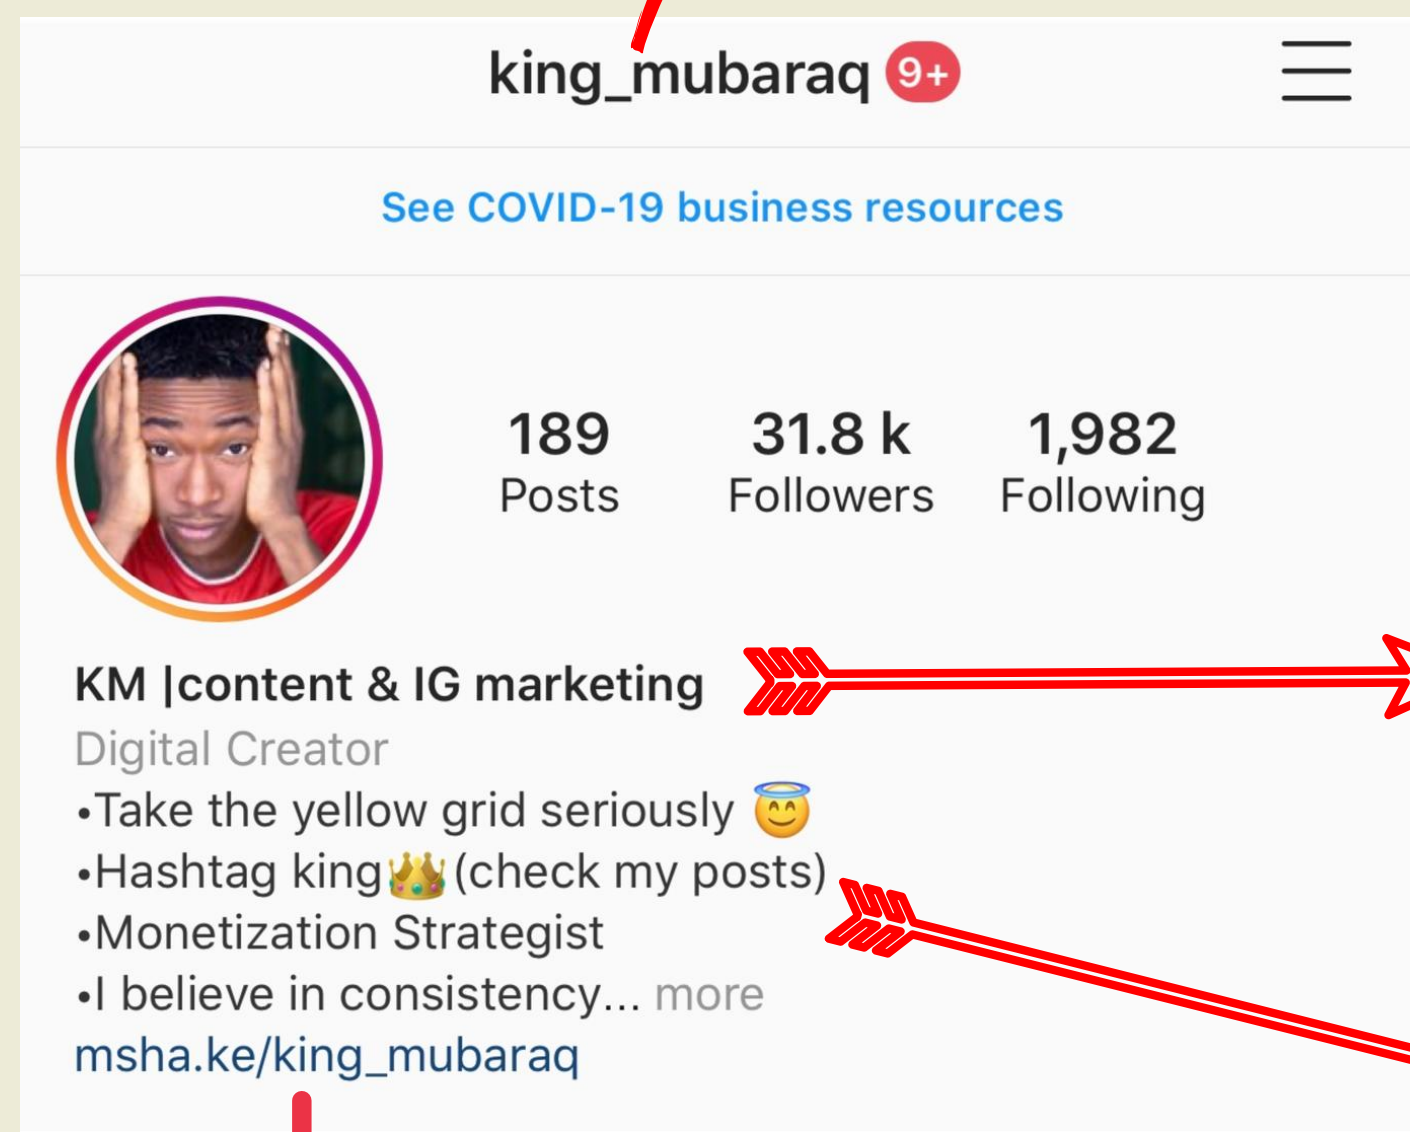 king_mubaraq 9+
See COVID-19 business resources
189 31.8 k 1,982
Posts Followers Following
KM |content & IG marketing
Digital Creator
•Take the yellow grid seriously 😇
•Hashtag king👑(check my posts)
•Monetization Strategist
•I believe in consistency... more
msha.ke/king_mubaraq